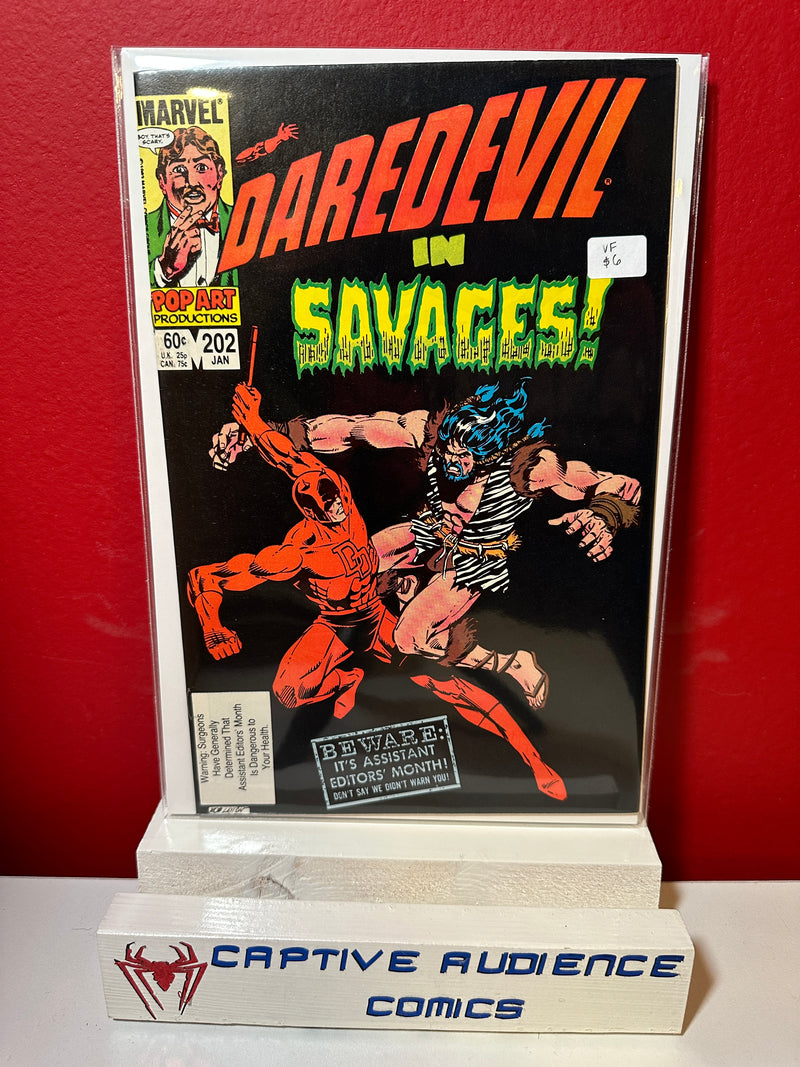 MARVEL®
BOY, THAT'S
SCARY.
DAREDEVIL®
IN
SAVAGES!
VF
$6
POP ART
PRODUCTIONS
60¢
U.K. 25p
CAN. 75¢
202
JAN
DD
Warning: Surgeons
Have Generally
Determined That
Assistant Editors' Month
Is Dangerous to
Your Health.
BEWARE:
IT'S ASSISTANT
EDITORS' MONTH!
DON'T SAY WE DIDN'T WARN YOU!
CAPTIVE AUDIENCE
COMICS